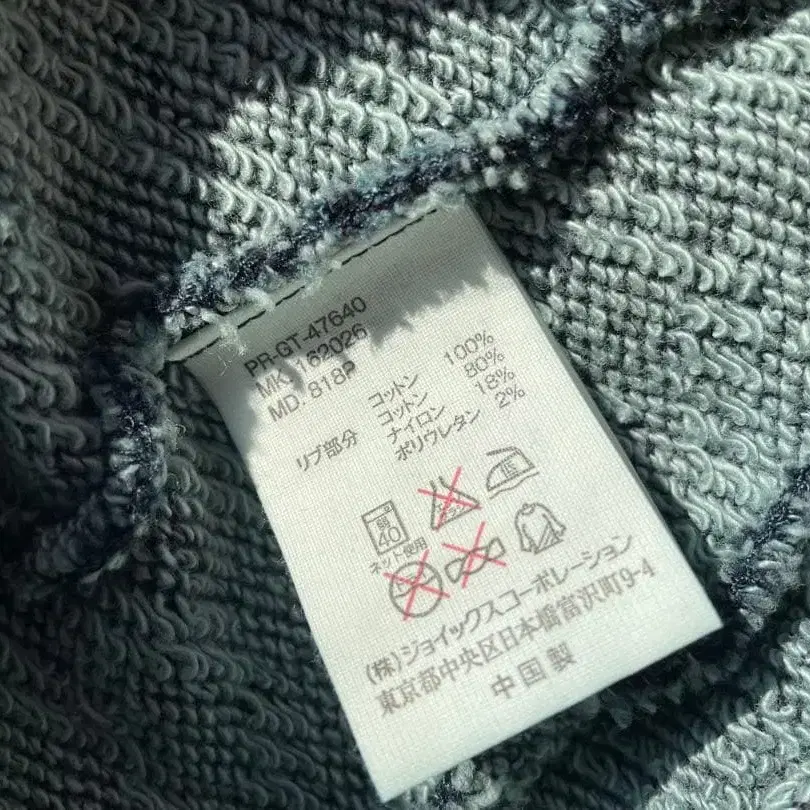 PR-GT-47640
MK. 162026
MD. 818P
コットン 100%
リブ部分 コットン 80%
ナイロン 18%
ポリウレタン 2%
弱
40
ネット使用
(株)ジョイックスコーポレーション
東京都中央区日本橋富沢町9-4
中国製